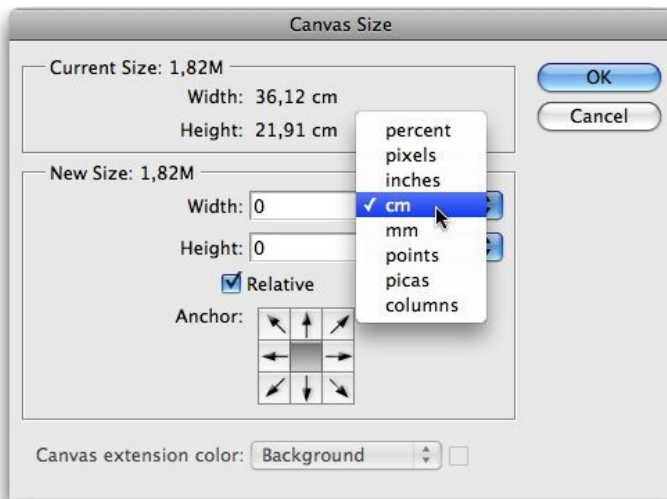 Canvas Size
Current Size: 1,82M
Width: 36,12 cm
Height: 21,91 cm
OK
Cancel
New Size: 1,82M
Width: 0
Height: 0
Relative
Anchor:
percent
pixels
inches
✓ cm
mm
points
picas
columns
Canvas extension color: Background